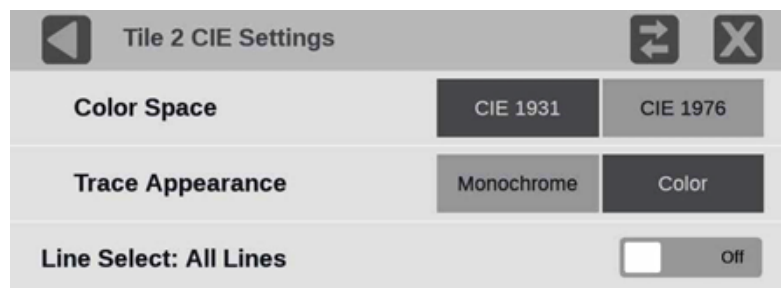 Tile 2 CIE Settings
Color Space CIE 1931 CIE 1976
Trace Appearance Monochrome Color
Line Select: All Lines Off